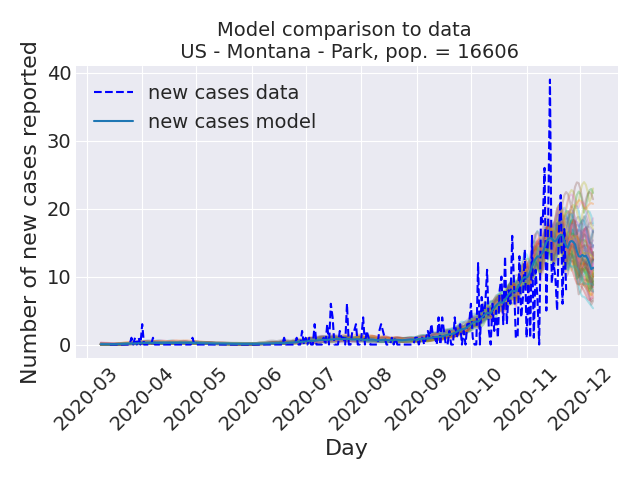 Model comparison to data
US - Montana - Park, pop. = 16606
Number of new cases reported
40
30
20
10
0
new cases data
new cases model
2020-03
2020-04
2020-05
2020-06
2020-07
2020-08
2020-09
2020-10
2020-11
2020-12
Day